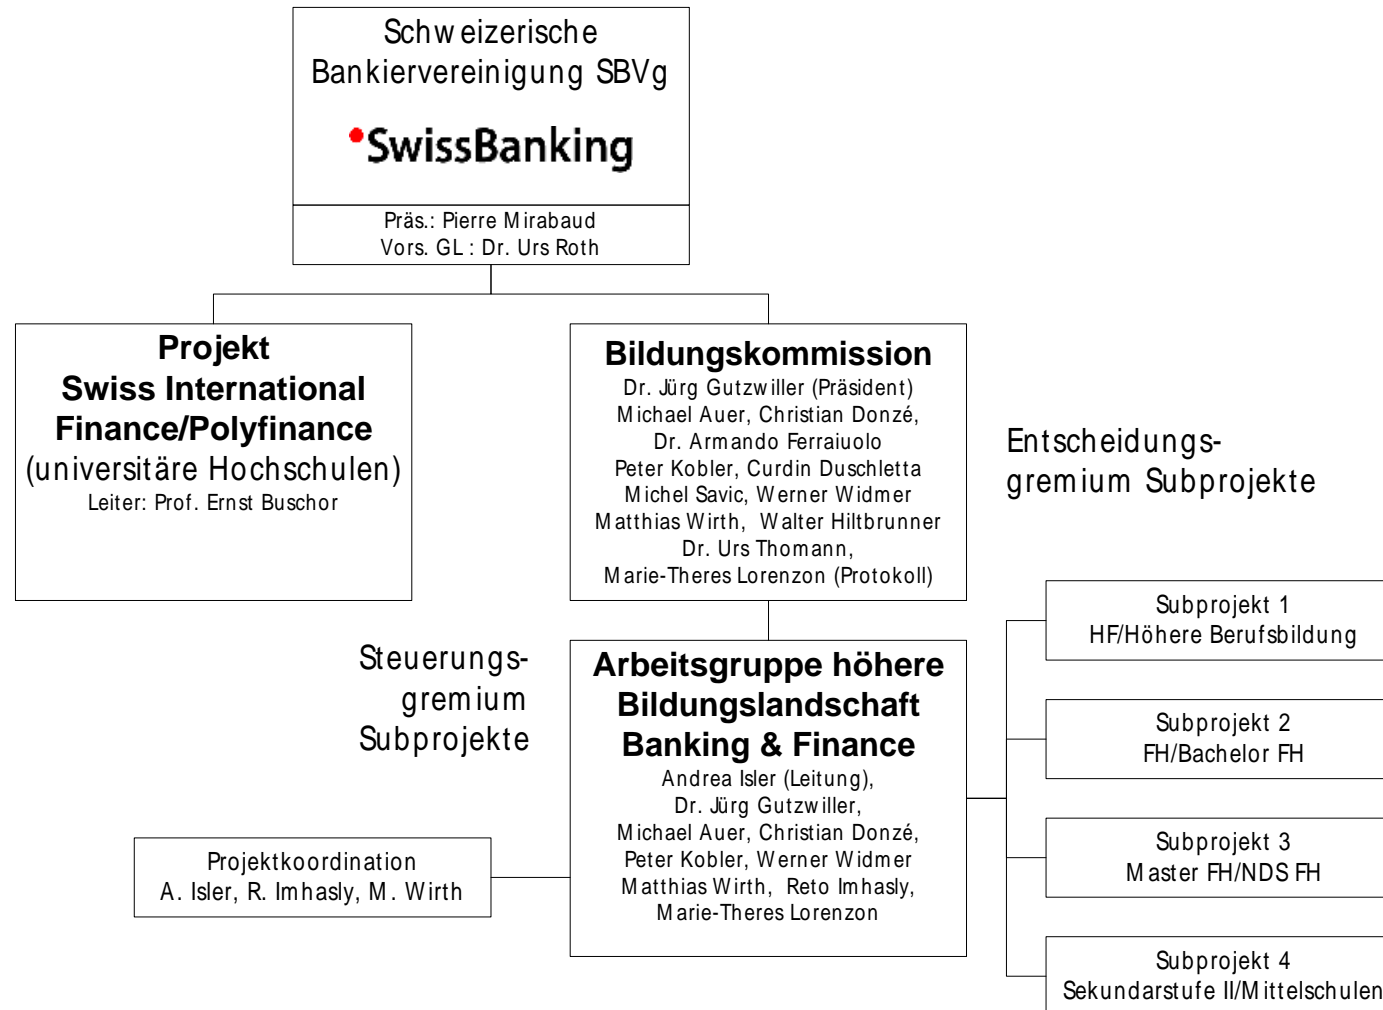 Schweizerische
Bankiervereinigung SBVg
SwissBanking
Präs.: Pierre Mirabaud
Vors. GL : Dr. Urs Roth
Projekt
Swiss International
Finance/Polyfinance
(universitäre Hochschulen)
Leiter: Prof. Ernst Buschor
Bildungskommission
Dr. Jürg Gutzwiller (Präsident)
Michael Auer, Christian Donzé,
Dr. Armando Ferraiuolo
Peter Kobler, Curdin Duschletta
Michel Savic, Werner Widmer
Matthias Wirth, Walter Hiltbrunner
Dr. Urs Thomann,
Marie-Theres Lorenzon (Protokoll)
Entscheidungs-
gremium Subprojekte
Steuerungs-
gremium
Subprojekte
Arbeitsgruppe höhere
Bildungslandschaft
Banking & Finance
Andrea Isler (Leitung),
Dr. Jürg Gutzwiller,
Michael Auer, Christian Donzé,
Peter Kobler, Werner Widmer
Matthias Wirth, Reto Imhasly,
Marie-Theres Lorenzon
Projektkoordination
A. Isler, R. Imhasly, M. Wirth
Subprojekt 1
HF/Höhere Berufsbildung
Subprojekt 2
FH/Bachelor FH
Subprojekt 3
Master FH/NDS FH
Subprojekt 4
Sekundarstufe II/Mittelschulen